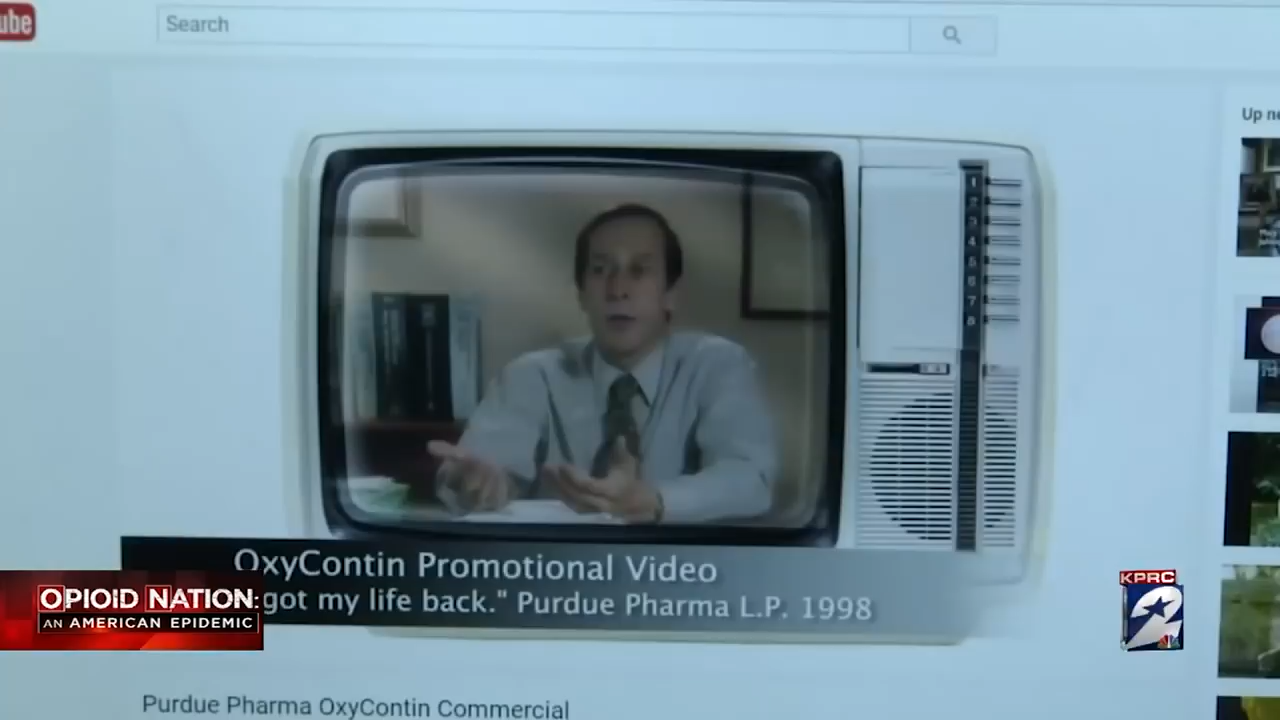 ube
Search
Up ne
1
2
3
4
5
6
7
8
OxyContin Promotional Video
got my life back." Purdue Pharma L.P. 1998
OPIOID NATION:
AN AMERICAN EPIDEMIC
KPRC
2
Purdue Pharma OxyContin Commercial